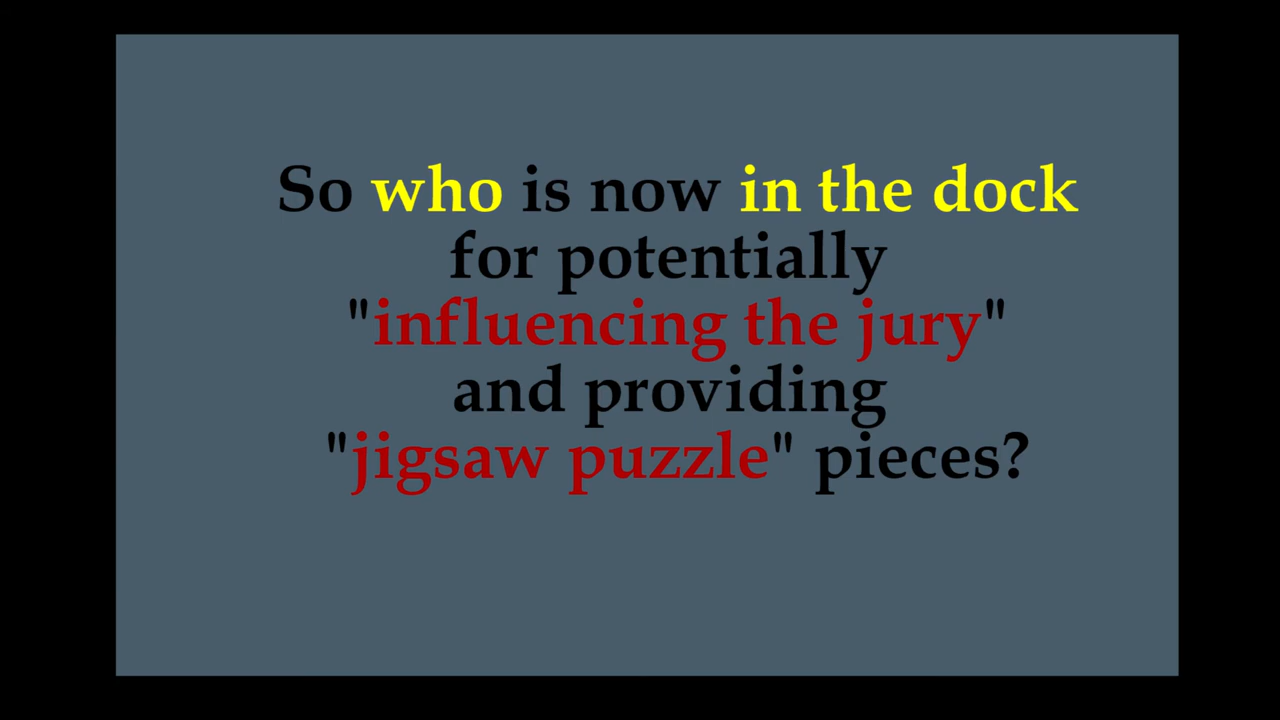 So who is now in the dock
for potentially
"influencing the jury"
and providing
"jigsaw puzzle" pieces?